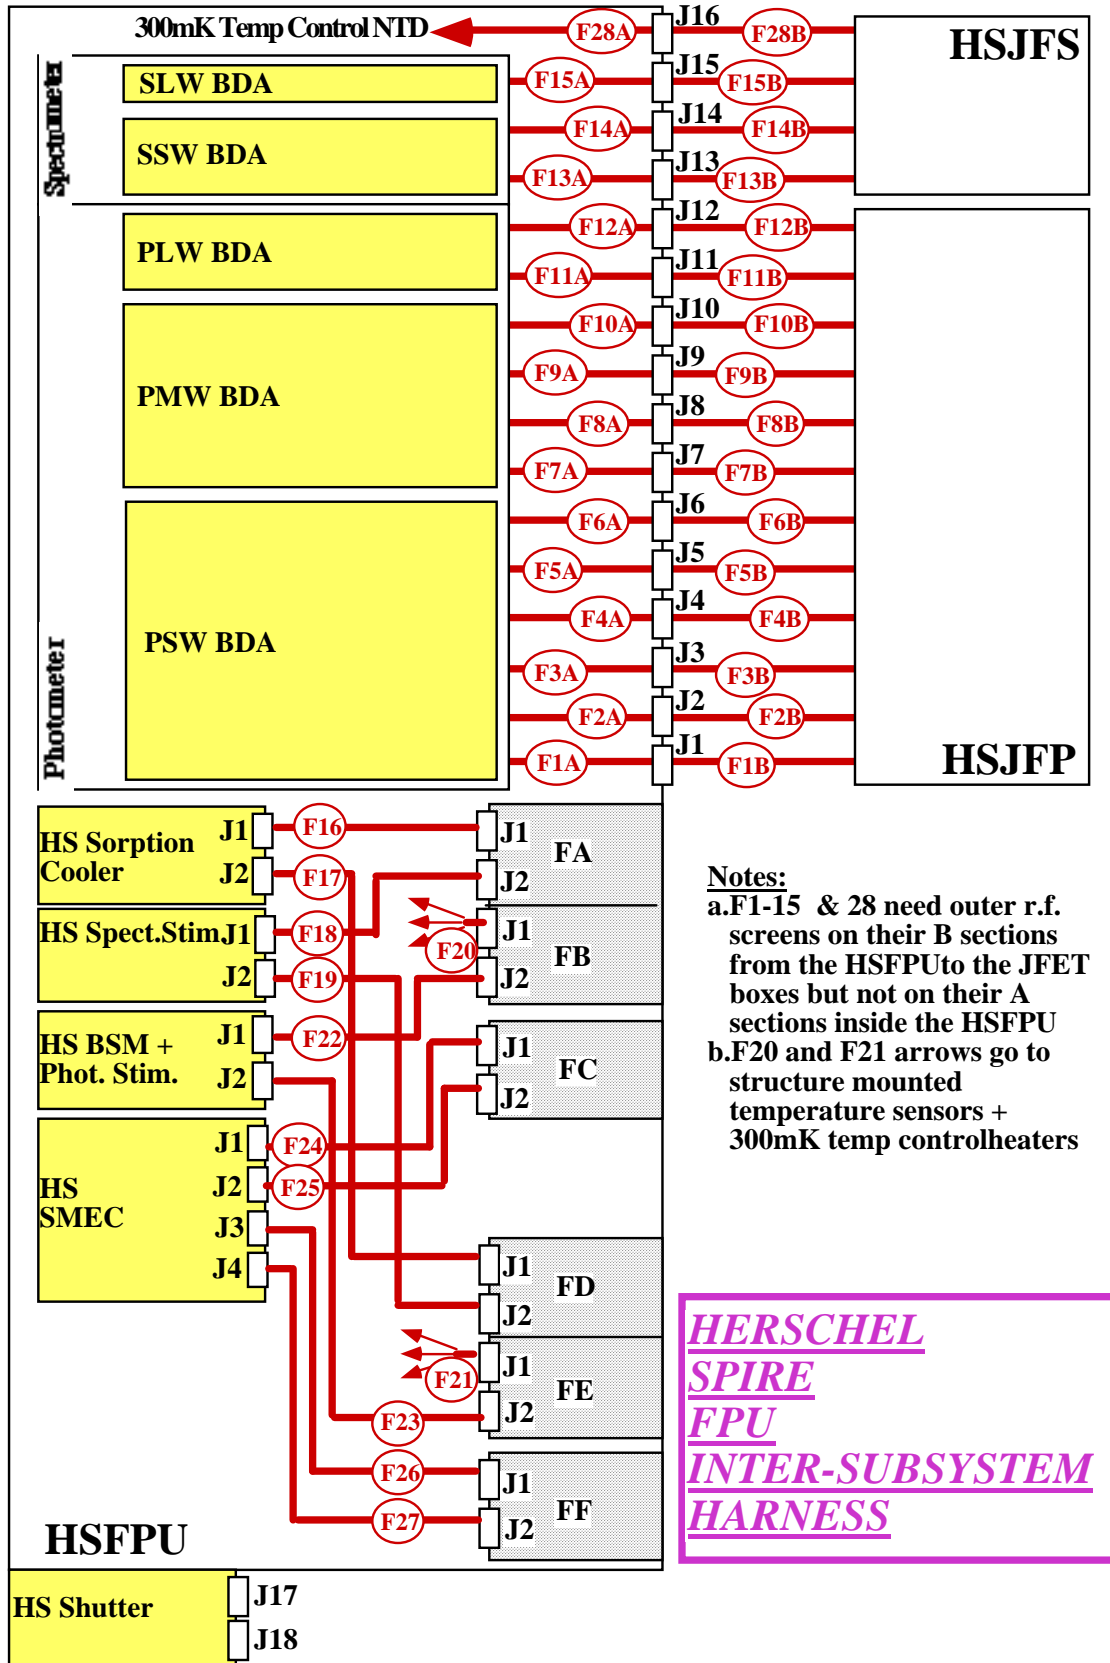 300mK Temp Control NTD
F28A
J16
F28B
HSJFS
Spectrometer
SLW BDA
F15A
J15
F15B
SSW BDA
F14A
J14
F14B
F13A
J13
F13B
PLW BDA
F12A
J12
F12B
F11A
J11
F11B
PMW BDA
F10A
J10
F10B
F9A
J9
F9B
F8A
J8
F8B
F7A
J7
F7B
Photometer
PSW BDA
F6A
J6
F6B
F5A
J5
F5B
F4A
J4
F4B
F3A
J3
F3B
F2A
J2
F2B
F1A
J1
F1B
HSJFP
HS Sorption
Cooler
J1
F16
J1
FA
J2
F17
J2
HS Spect.Stim.
J1
F18
F20
J1
FB
J2
F19
J2
HS BSM +
Phot. Stim.
J1
F22
J2
J1
FC
J2
HS
SMEC
J1
F24
J2
F25
J3
J4
J1
FD
J2
F21
J1
FE
F23
J2
F26
J1
FF
F27
J2
HSFPU
HS Shutter
J17
J18
Notes:
a.F1-15 & 28 need outer r.f.
screens on their B sections
from the HSFPUto the JFET
boxes but not on their A
sections inside the HSFPU
b.F20 and F21 arrows go to
structure mounted
temperature sensors +
300mK temp controlheaters
HERSCHEL
SPIRE
FPU
INTER-SUBSYSTEM
HARNESS